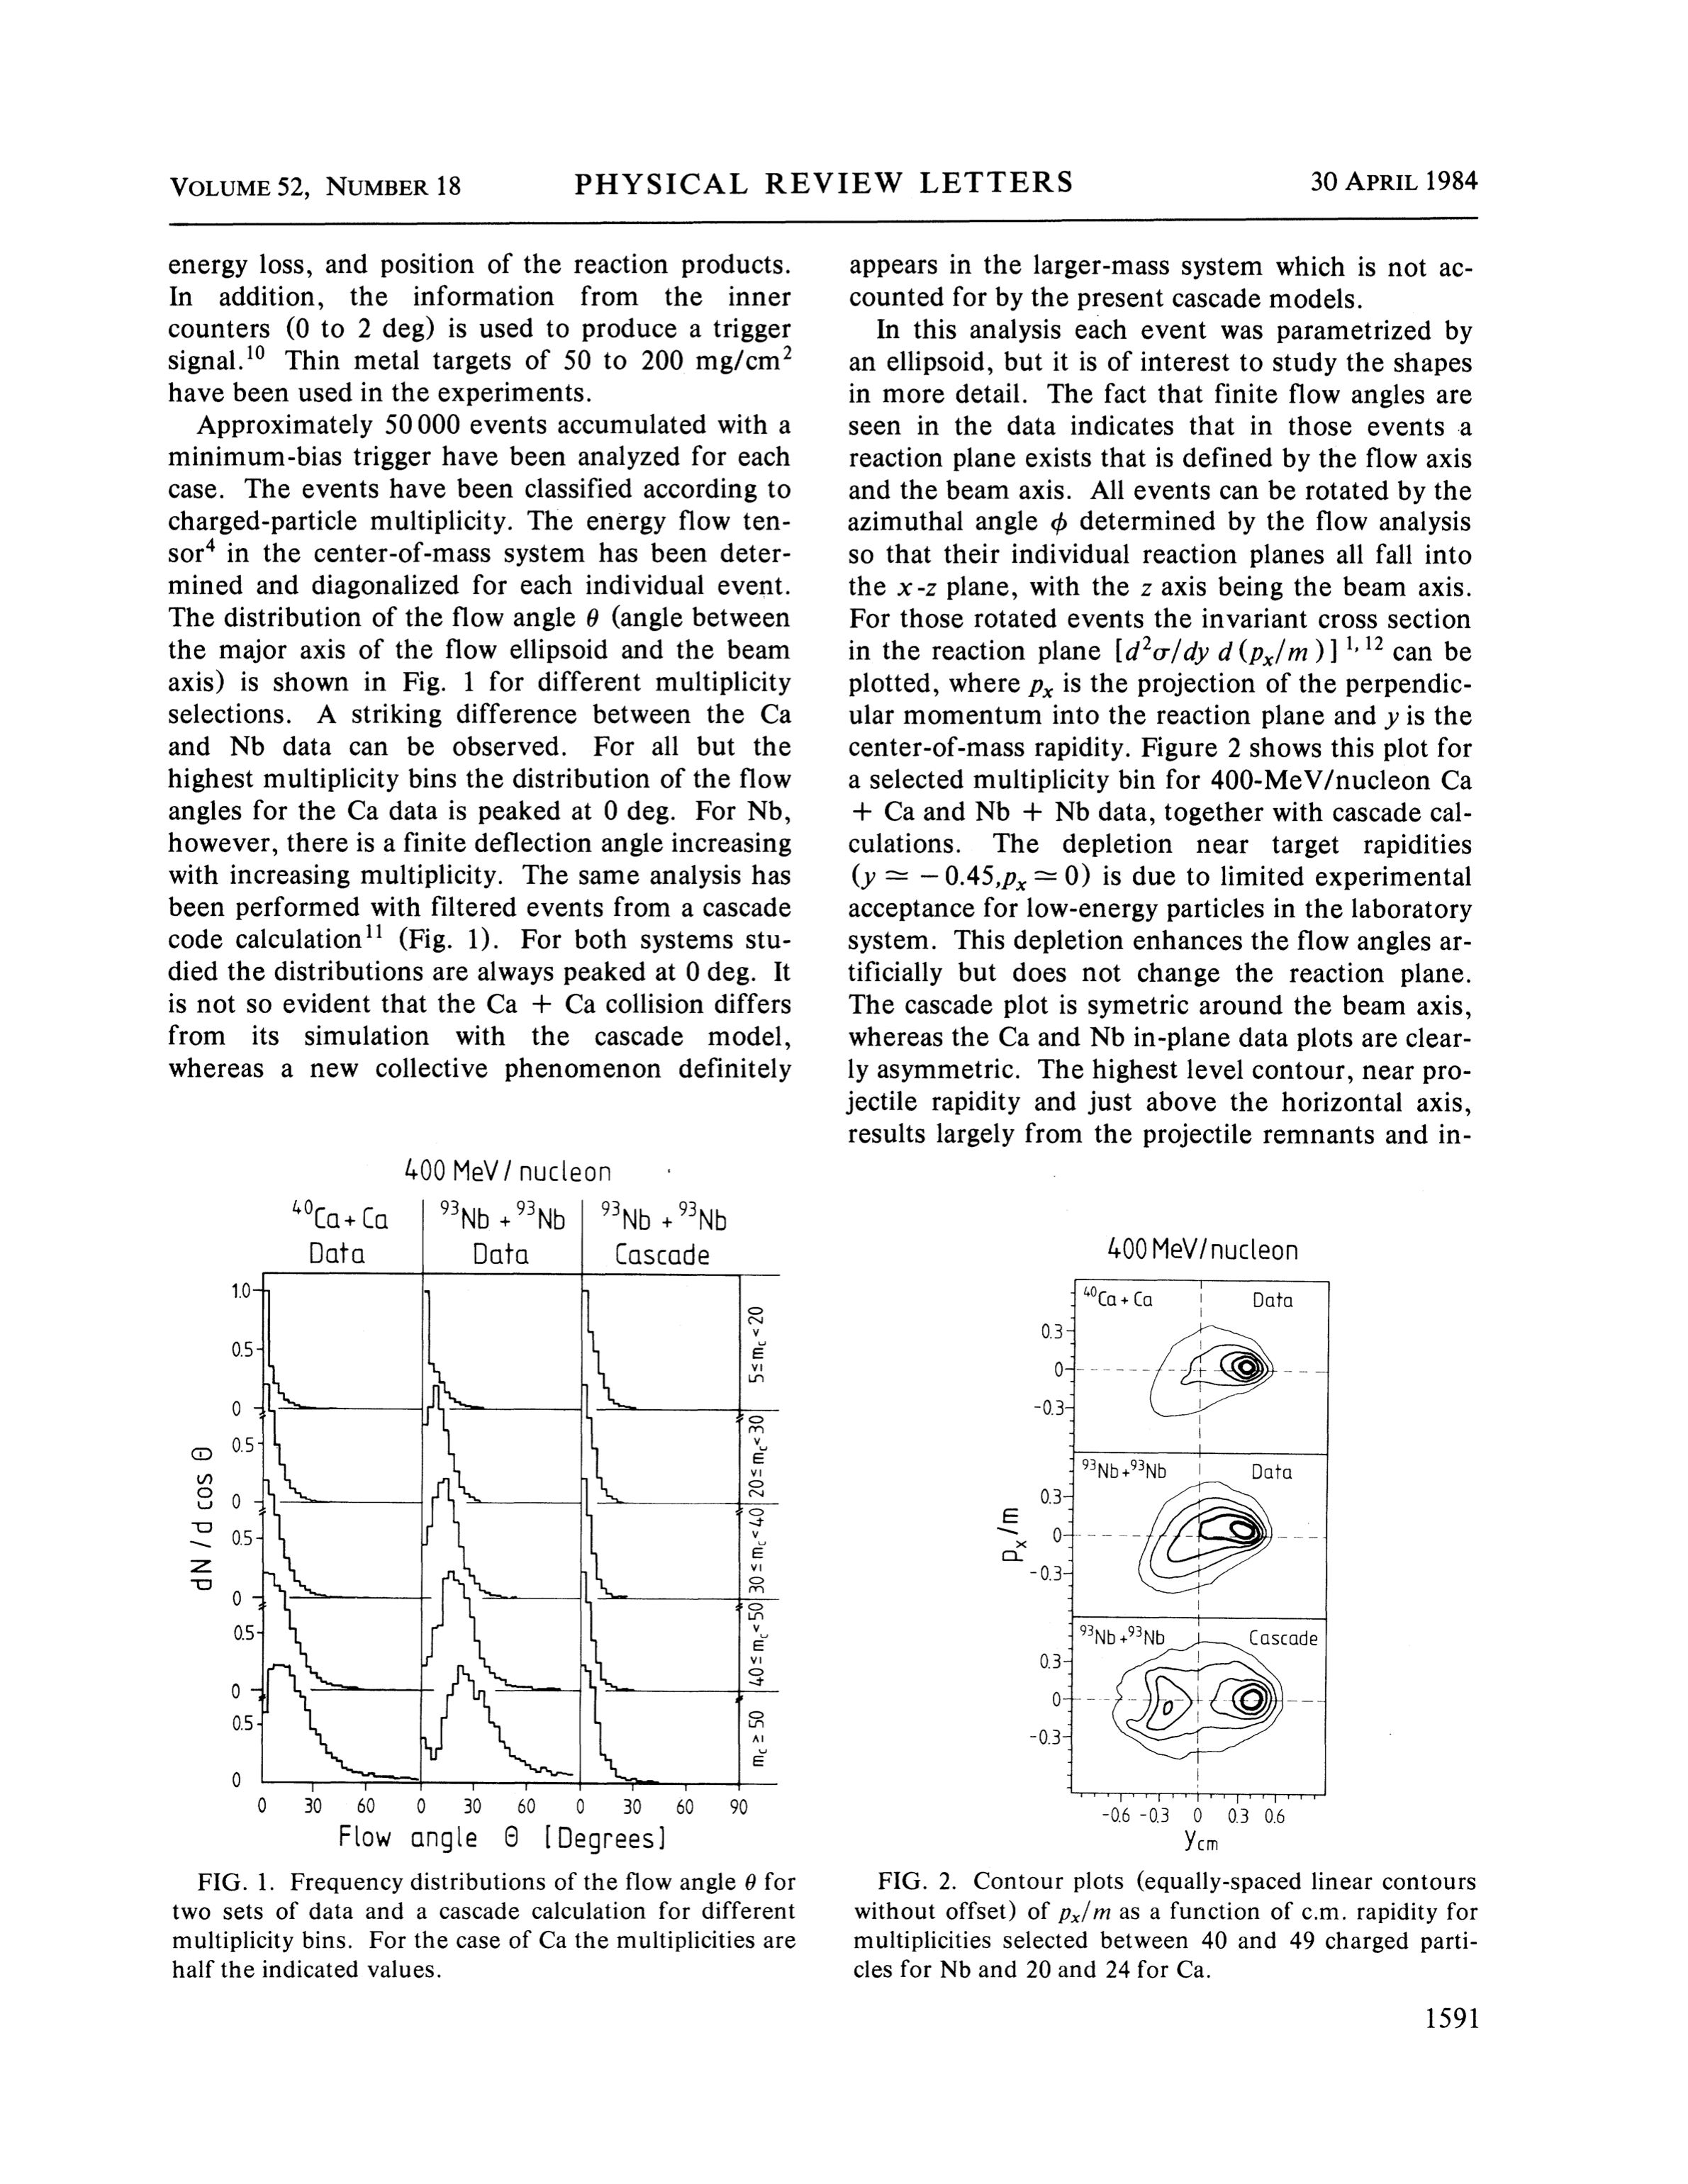 VOLUME 52, NUMBER 18
PHYSICAL REVIEW LETTERS
30 APRIL 1984
energy loss, and position of the reaction products.
In addition, the information from the inner
counters (0 to 2 deg) is used to produce a trigger
signal.¹⁰ Thin metal targets of 50 to 200 mg/cm²
have been used in the experiments.
Approximately 50 000 events accumulated with a
minimum-bias trigger have been analyzed for each
case. The events have been classified according to
charged-particle multiplicity. The energy flow ten-
sor⁴ in the center-of-mass system has been deter-
mined and diagonalized for each individual event.
The distribution of the flow angle θ (angle between
the major axis of the flow ellipsoid and the beam
axis) is shown in Fig. 1 for different multiplicity
selections. A striking difference between the Ca
and Nb data can be observed. For all but the
highest multiplicity bins the distribution of the flow
angles for the Ca data is peaked at 0 deg. For Nb,
however, there is a finite deflection angle increasing
with increasing multiplicity. The same analysis has
been performed with filtered events from a cascade
code calculation¹¹ (Fig. 1). For both systems stu-
died the distributions are always peaked at 0 deg. It
is not so evident that the Ca + Ca collision differs
from its simulation with the cascade model,
whereas a new collective phenomenon definitely
appears in the larger-mass system which is not ac-
counted for by the present cascade models.
In this analysis each event was parametrized by
an ellipsoid, but it is of interest to study the shapes
in more detail. The fact that finite flow angles are
seen in the data indicates that in those events a
reaction plane exists that is defined by the flow axis
and the beam axis. All events can be rotated by the
azimuthal angle ϕ determined by the flow analysis
so that their individual reaction planes all fall into
the x-z plane, with the z axis being the beam axis.
For those rotated events the invariant cross section
in the reaction plane [d²σ/dy d(pₓ/m)]¹,¹² can be
plotted, where pₓ is the projection of the perpendic-
ular momentum into the reaction plane and y is the
center-of-mass rapidity. Figure 2 shows this plot for
a selected multiplicity bin for 400-MeV/nucleon Ca
+ Ca and Nb + Nb data, together with cascade cal-
culations. The depletion near target rapidities
(y ≃ −0.45, pₓ ≃ 0) is due to limited experimental
acceptance for low-energy particles in the laboratory
system. This depletion enhances the flow angles ar-
tificially but does not change the reaction plane.
The cascade plot is symetric around the beam axis,
whereas the Ca and Nb in-plane data plots are clear-
ly asymmetric. The highest level contour, near pro-
jectile rapidity and just above the horizontal axis,
results largely from the projectile remnants and in-
400 MeV / nucleon
⁴⁰Ca + Ca ⁹³Nb + ⁹³Nb ⁹³Nb + ⁹³Nb
Data Data Cascade
1.0
0.5
0
5 ≤ m_c < 20
0.5
0
20 ≤ m_c < 30
0.5
0
30 ≤ m_c < 40
0.5
0
40 ≤ m_c < 50
0.5
0
m_c ≥ 50
dN / d cos Θ
0 30 60 0 30 60 0 30 60 90
Flow angle Θ [Degrees]
FIG. 1. Frequency distributions of the flow angle θ for
two sets of data and a cascade calculation for different
multiplicity bins. For the case of Ca the multiplicities are
half the indicated values.
400 MeV/nucleon
⁴⁰Ca + Ca Data
0.3
0
-0.3
⁹³Nb + ⁹³Nb Data
0.3
0
-0.3
⁹³Nb + ⁹³Nb Cascade
0.3
0
-0.3
pₓ/m
-0.6 -0.3 0 0.3 0.6
y_cm
FIG. 2. Contour plots (equally-spaced linear contours
without offset) of pₓ/m as a function of c.m. rapidity for
multiplicities selected between 40 and 49 charged parti-
cles for Nb and 20 and 24 for Ca.
1591